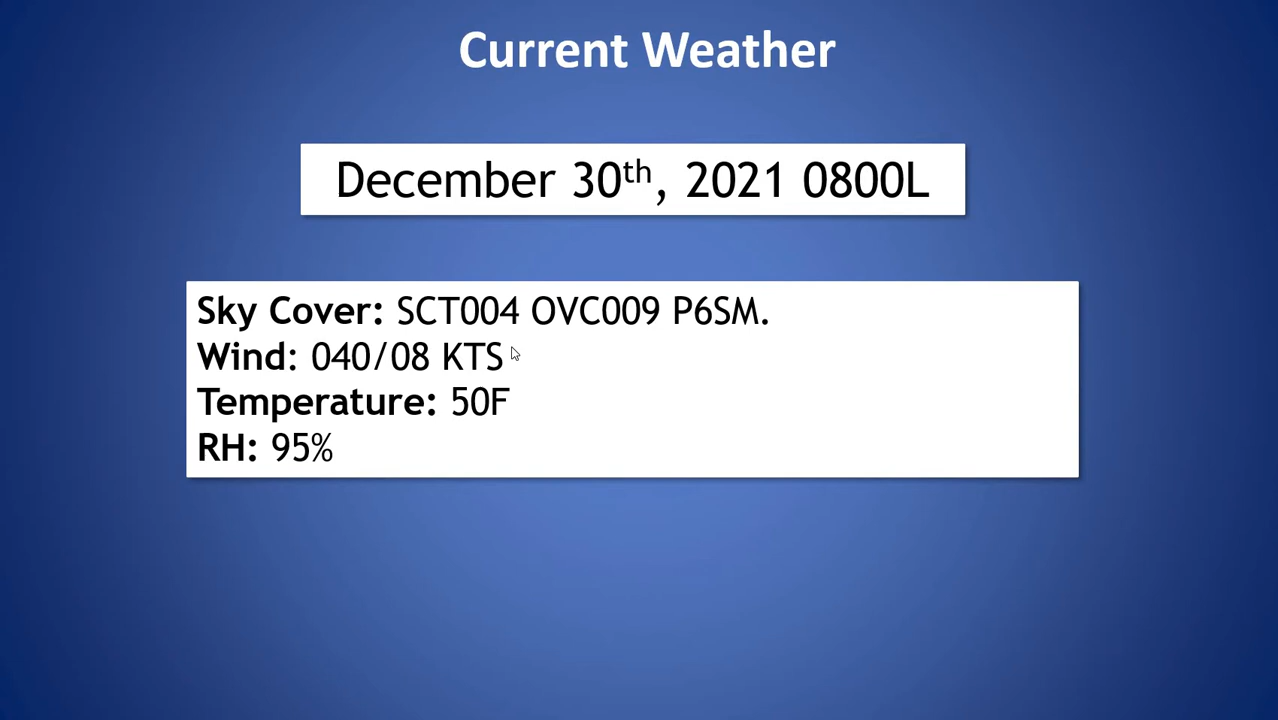 Current Weather
December 30th, 2021 0800L
Sky Cover: SCT004 OVC009 P6SM.
Wind: 040/08 KTS
Temperature: 50F
RH: 95%